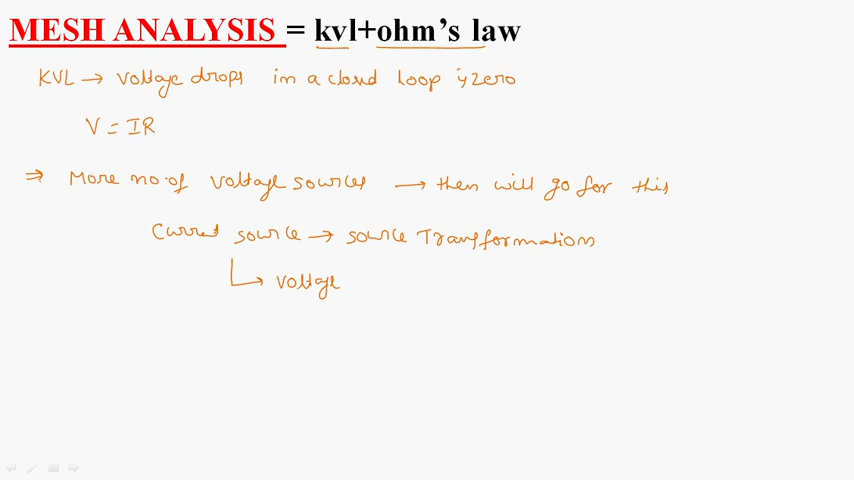 MESH ANALYSIS = kvl+ohm's law
KVL → voltage drops in a closed loop is zero
V = IR
⇒ More no. of voltage sources → then will go for this
Current source → source Transformations
↳ voltage